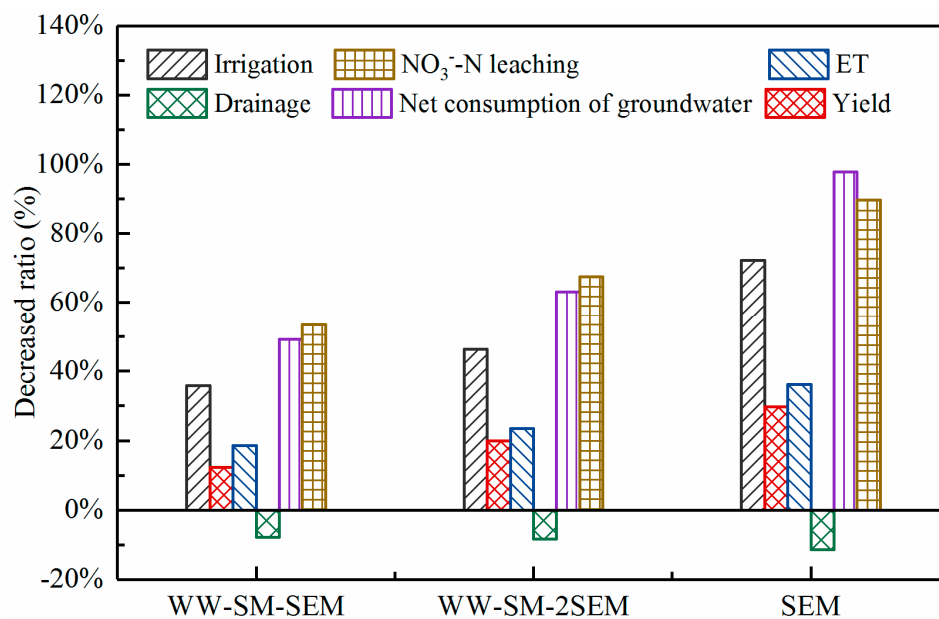 140%
120%
100%
80%
60%
40%
20%
0%
-20%
Decreased ratio (%)
Irrigation NO₃⁻-N leaching ET
Drainage Net consumption of groundwater Yield
WW-SM-SEM WW-SM-2SEM SEM